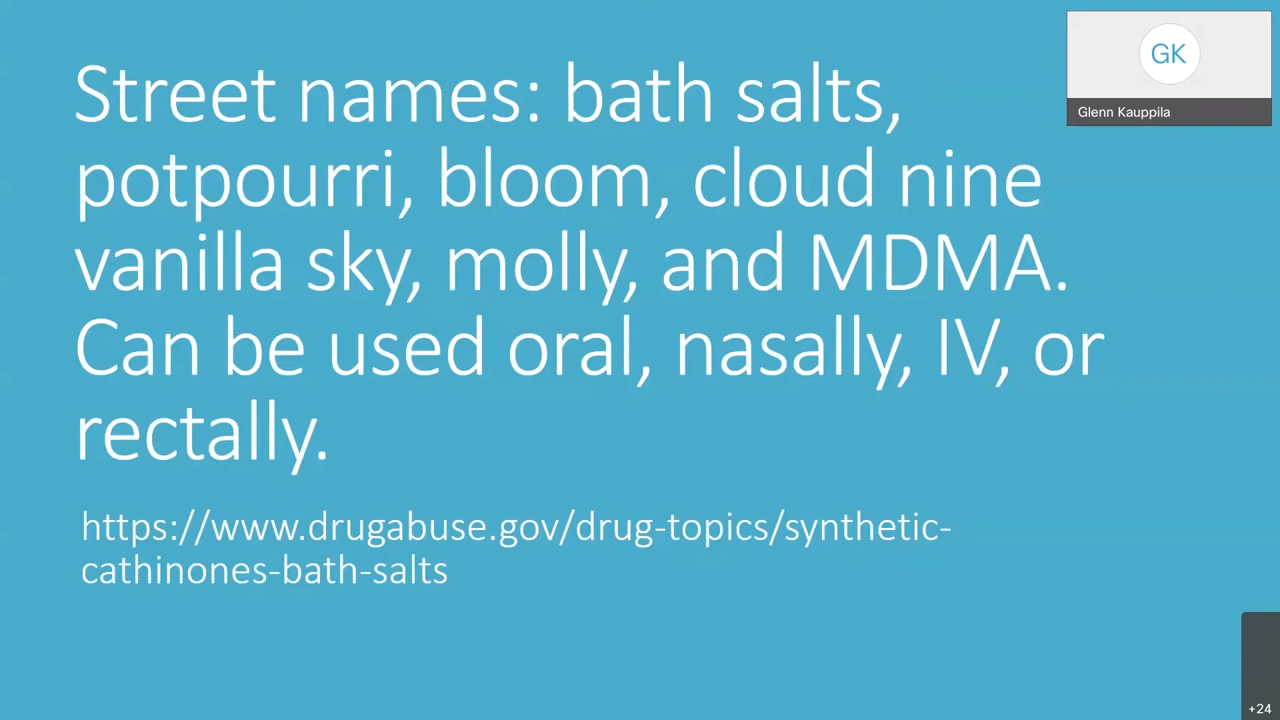 Street names: bath salts,
potpourri, bloom, cloud nine
vanilla sky, molly, and MDMA.
Can be used oral, nasally, IV, or
rectally.
https://www.drugabuse.gov/drug-topics/synthetic-
cathinones-bath-salts
GK
Glenn Kauppila
+24